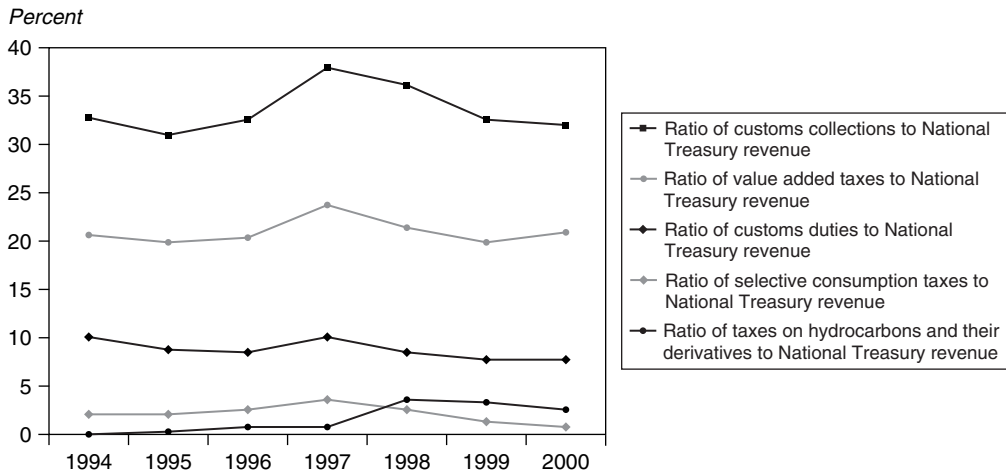 Percent
40
35
30
25
20
15
10
5
0
1994 1995 1996 1997 1998 1999 2000
Ratio of customs collections to National
Treasury revenue
Ratio of value added taxes to National
Treasury revenue
Ratio of customs duties to National
Treasury revenue
Ratio of selective consumption taxes to
National Treasury revenue
Ratio of taxes on hydrocarbons and their
derivatives to National Treasury revenue